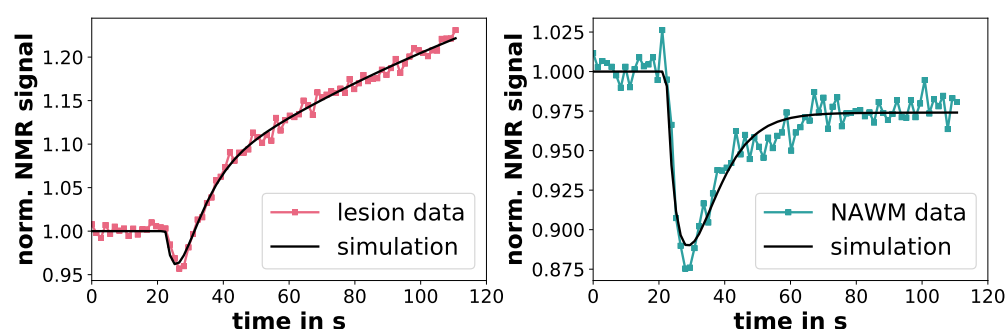 norm. NMR signal
1.20
1.15
1.10
1.05
1.00
0.95
0 20 40 60 80 100 120
time in s
lesion data
simulation
norm. NMR signal
1.025
1.000
0.975
0.950
0.925
0.900
0.875
0 20 40 60 80 100 120
time in s
NAWM data
simulation